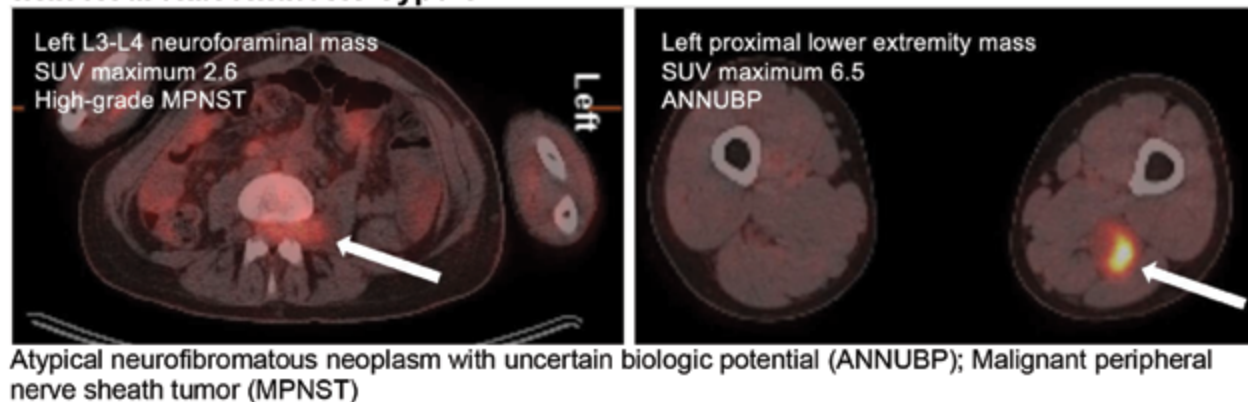 Left L3-L4 neuroforaminal mass
SUV maximum 2.6
High-grade MPNST
Left
Left proximal lower extremity mass
SUV maximum 6.5
ANNUBP
Atypical neurofibromatous neoplasm with uncertain biologic potential (ANNUBP); Malignant peripheral
nerve sheath tumor (MPNST)